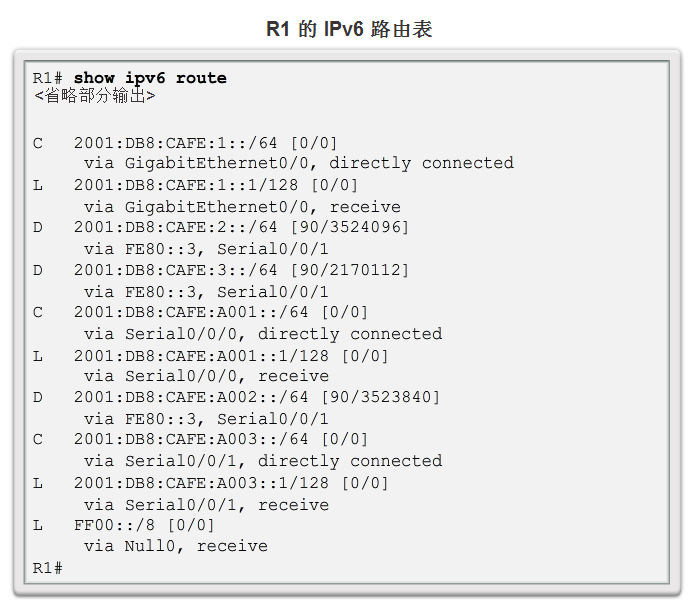 R1 的 IPv6 路由表
R1# show ipv6 route
<省略部分输出>
C   2001:DB8:CAFE:1::/64 [0/0]
     via GigabitEthernet0/0, directly connected
L   2001:DB8:CAFE:1::1/128 [0/0]
     via GigabitEthernet0/0, receive
D   2001:DB8:CAFE:2::/64 [90/3524096]
     via FE80::3, Serial0/0/1
D   2001:DB8:CAFE:3::/64 [90/2170112]
     via FE80::3, Serial0/0/1
C   2001:DB8:CAFE:A001::/64 [0/0]
     via Serial0/0/0, directly connected
L   2001:DB8:CAFE:A001::1/128 [0/0]
     via Serial0/0/0, receive
D   2001:DB8:CAFE:A002::/64 [90/3523840]
     via FE80::3, Serial0/0/1
C   2001:DB8:CAFE:A003::/64 [0/0]
     via Serial0/0/1, directly connected
L   2001:DB8:CAFE:A003::1/128 [0/0]
     via Serial0/0/1, receive
L   FF00::/8 [0/0]
     via Null0, receive
R1#